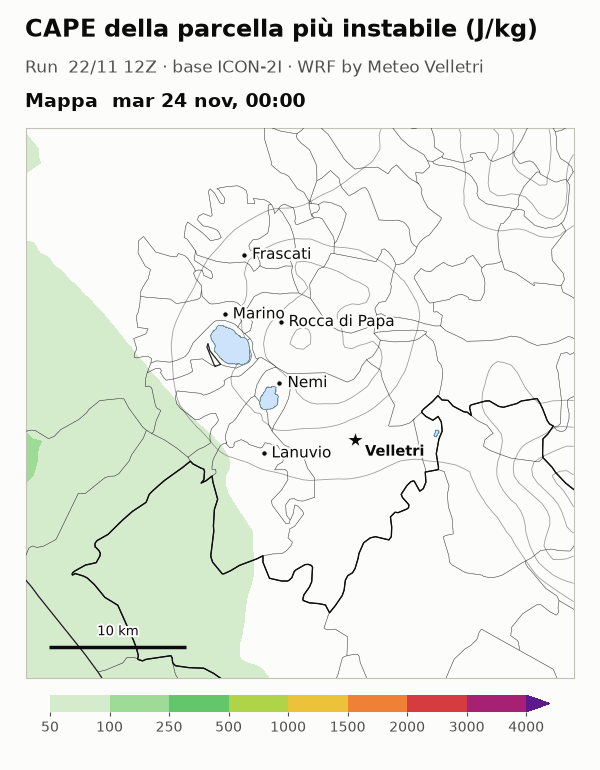 CAPE della parcella più instabile (J/kg)
Run  22/11 12Z · base ICON-2I · WRF by Meteo Velletri
Mappa  mar 24 nov, 00:00
Frascati
Marino
Rocca di Papa
Nemi
Velletri
Lanuvio
10 km
50 100 250 500 1000 1500 2000 3000 4000